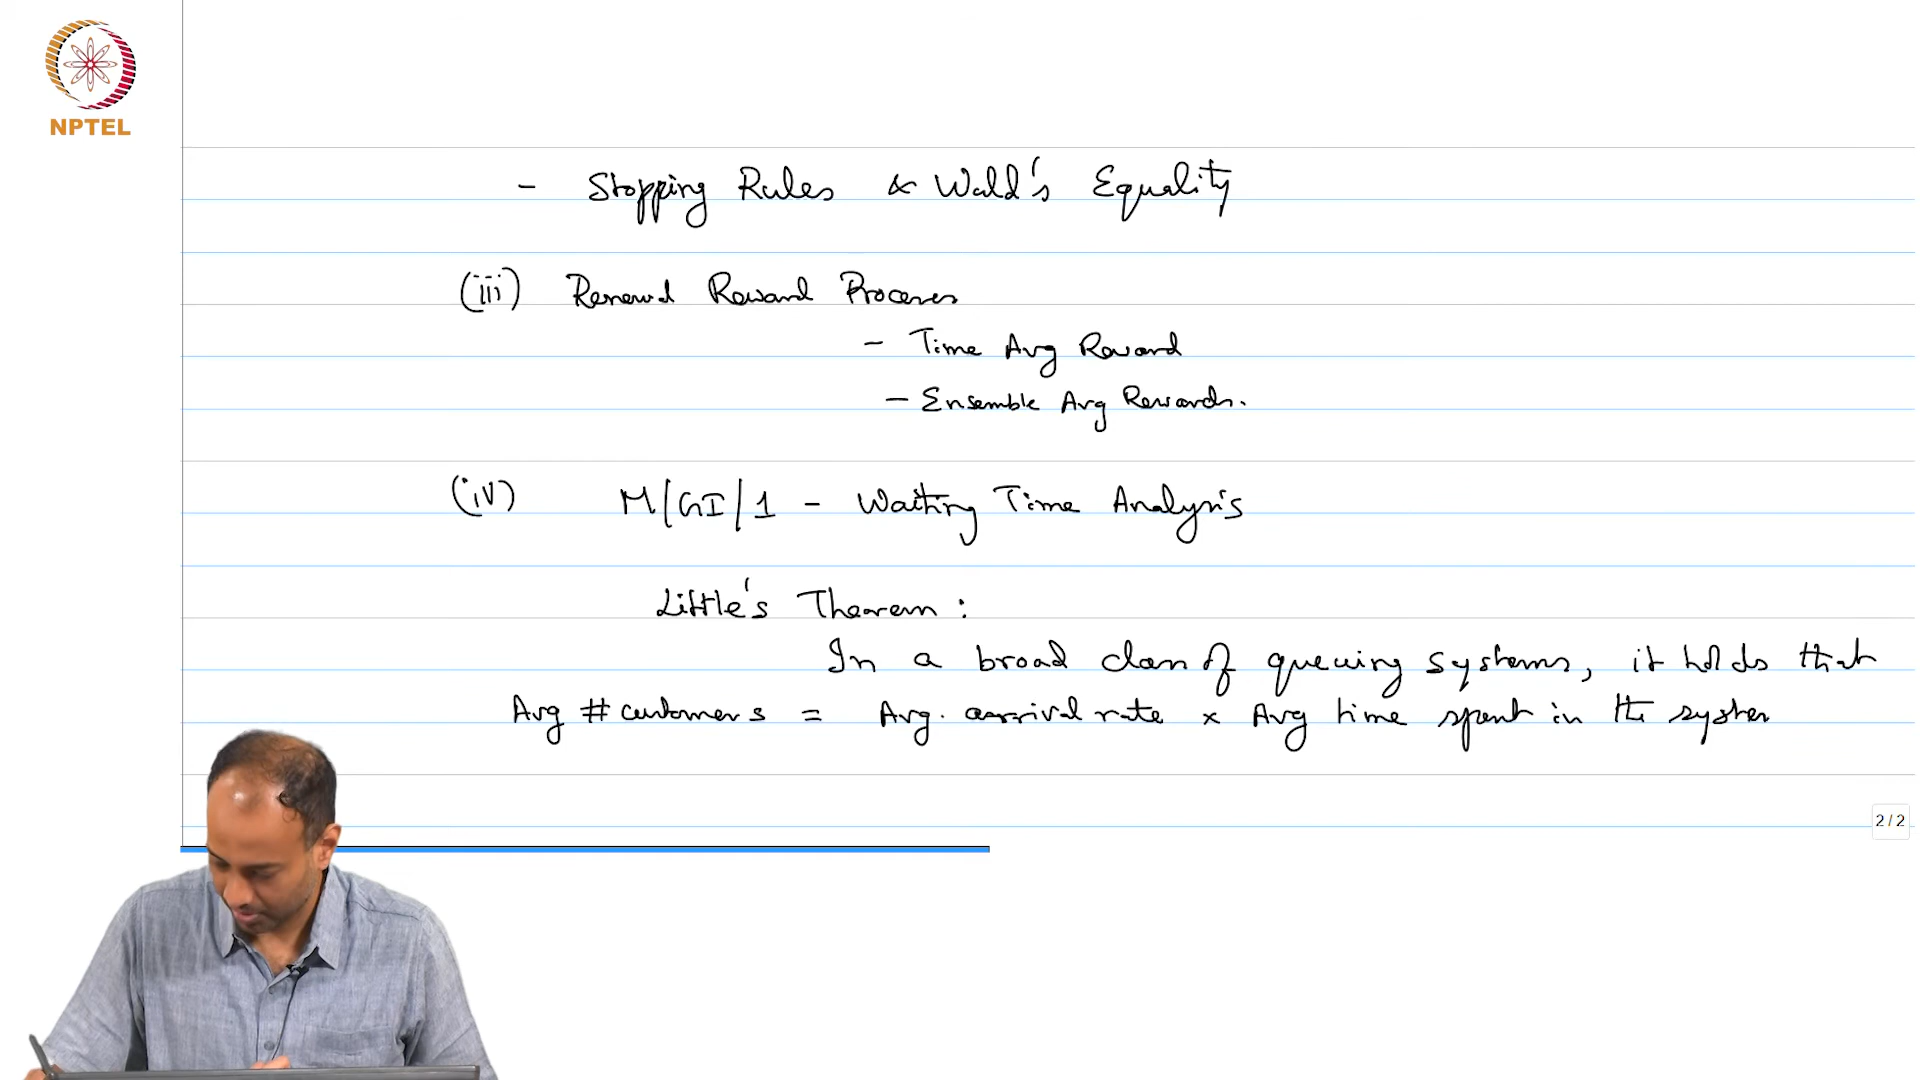 NPTEL
- Stopping Rules & Wald's Equality
(iii) Renewal Reward Processes
- Time Avg Reward
- Ensemble Avg Rewards.
(iv) M/GI/1 - Waiting Time Analysis
Little's Theorem:
In a broad class of queuing systems, it holds that
Avg # customers = Avg. arrival rate x Avg time spent in the system
2/2